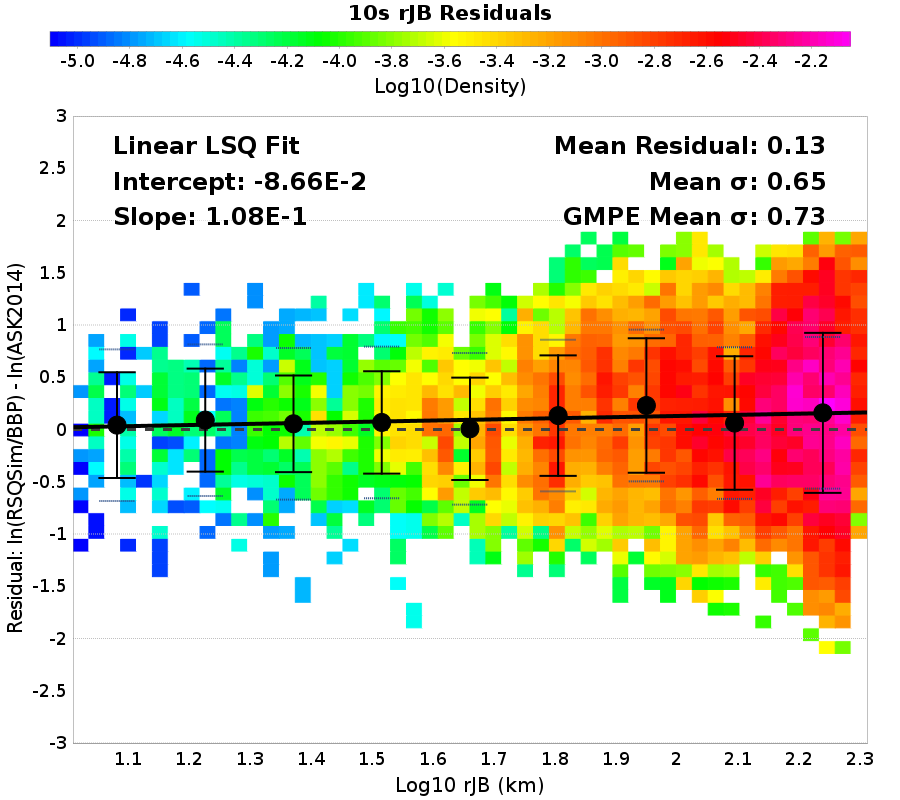 10s rJB Residuals
-5.0 -4.8 -4.6 -4.4 -4.2 -4.0 -3.8 -3.6 -3.4 -3.2 -3.0 -2.8 -2.6 -2.4 -2.2
Log10(Density)
Linear LSQ Fit
Intercept: -8.66E-2
Slope: 1.08E-1
Mean Residual: 0.13
Mean σ: 0.65
GMPE Mean σ: 0.73
Residual: ln(RSQSim/BBP) - ln(ASK2014)
3
2.5
2
1.5
1
0.5
0
-0.5
-1
-1.5
-2
-2.5
-3
1.1 1.2 1.3 1.4 1.5 1.6 1.7 1.8 1.9 2 2.1 2.2 2.3
Log10 rJB (km)